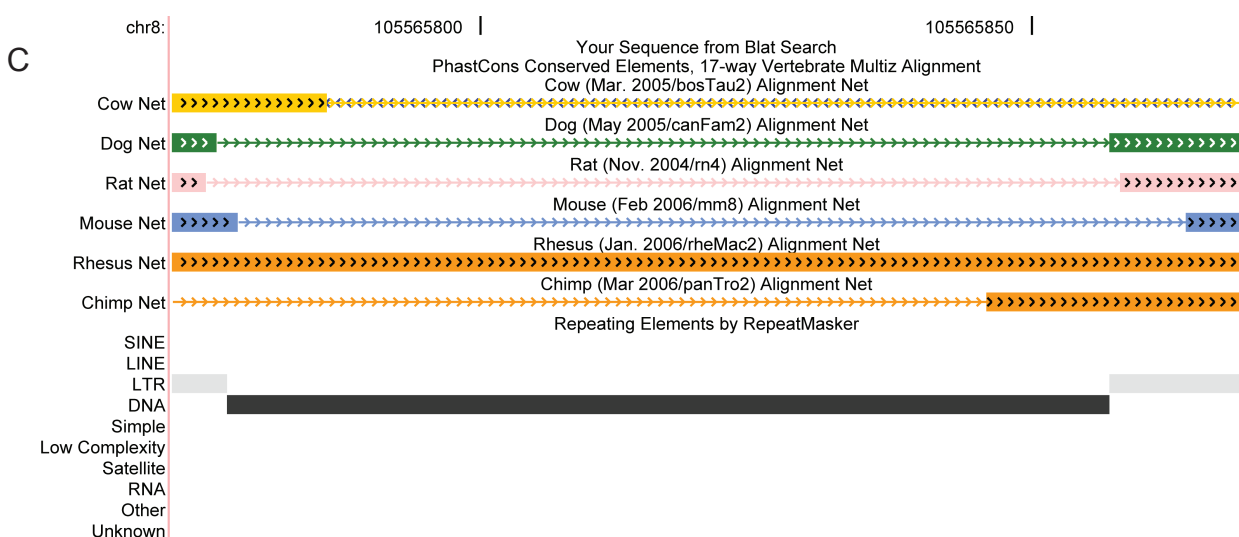 chr8: 105565800 105565850
C
Your Sequence from Blat Search
PhastCons Conserved Elements, 17-way Vertebrate Multiz Alignment
Cow (Mar. 2005/bosTau2) Alignment Net
Cow Net
Dog (May 2005/canFam2) Alignment Net
Dog Net
Rat (Nov. 2004/rn4) Alignment Net
Rat Net
Mouse (Feb 2006/mm8) Alignment Net
Mouse Net
Rhesus (Jan. 2006/rheMac2) Alignment Net
Rhesus Net
Chimp (Mar 2006/panTro2) Alignment Net
Chimp Net
Repeating Elements by RepeatMasker
SINE
LINE
LTR
DNA
Simple
Low Complexity
Satellite
RNA
Other
Unknown